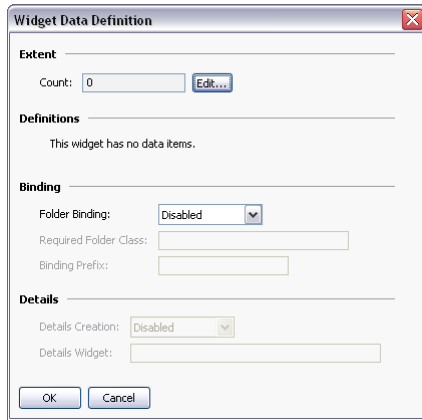 Widget Data Definition
Extent
Count: 0 Edit...
Definitions
This widget has no data items.
Binding
Folder Binding: Disabled
Required Folder Class:
Binding Prefix:
Details
Details Creation: Disabled
Details Widget:
OK Cancel